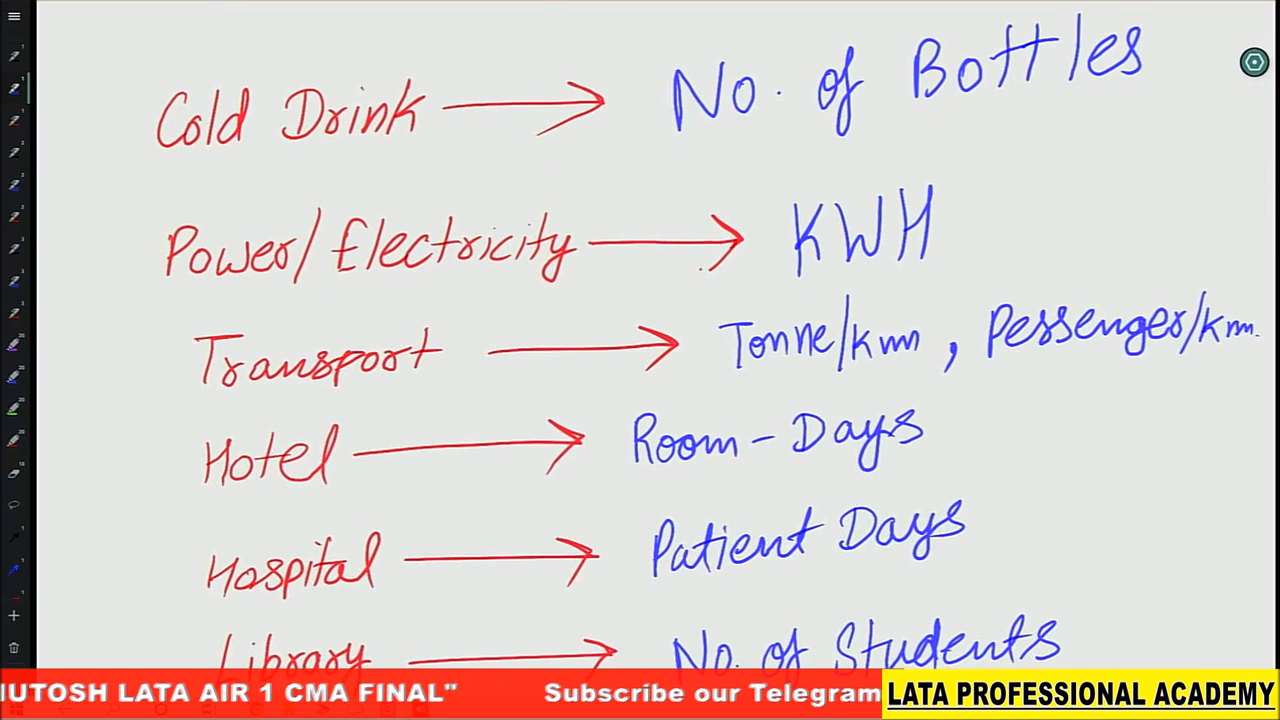 Cold Drink → No. of Bottles
Power/Electricity → KWH
Transport → Tonne/km, Pessenger/km.
Hotel → Room-Days
Hospital → Patient Days
Library → No. of Students
NUTOSH LATA AIR 1 CMA FINAL" Subscribe our Telegram
LATA PROFESSIONAL ACADEMY